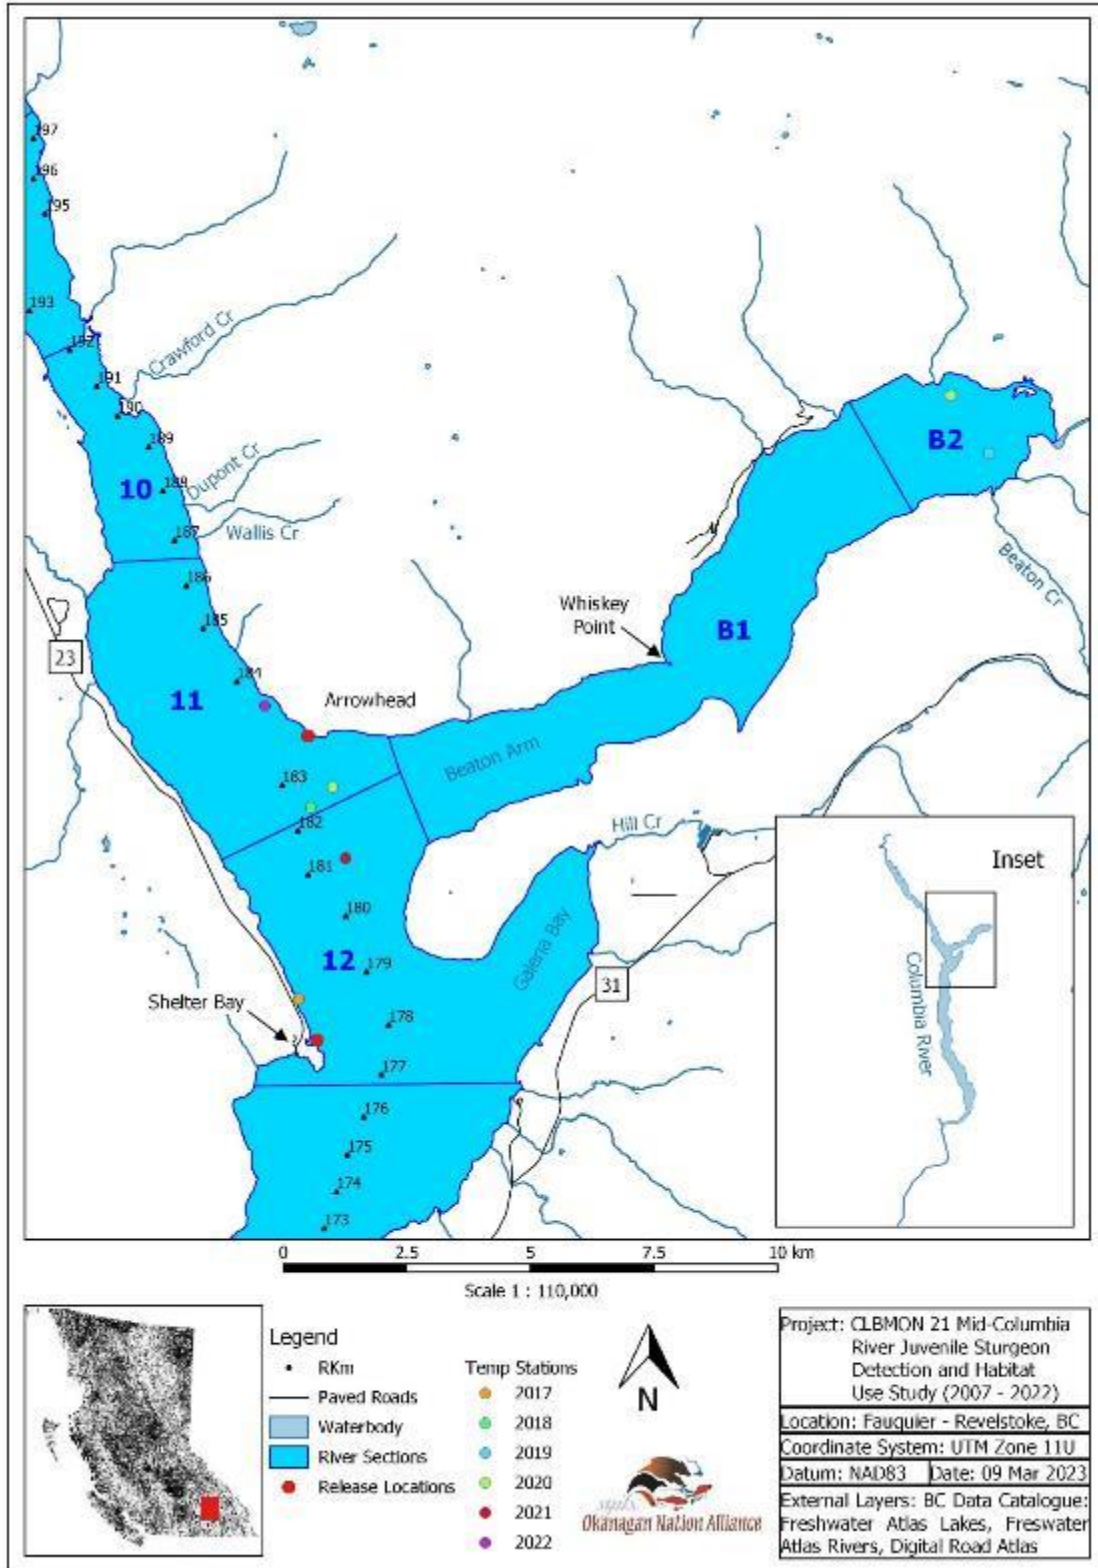 197
196
195
193
192
191
190
189
188
187
186
185
184
183
182
181
180
179
178
177
176
175
174
173
Crawford Cr
Dupont Cr
Wallis Cr
10
23
11
Arrowhead
Whiskey
Point
B1
B2
Beaton Cr
Beaton Arm
Hill Cr
Galena Bay
12
31
Shelter Bay
Inset
Columbia River
0 2.5 5 7.5 10 km
Scale 1 : 110,000
Legend
RKm
Paved Roads
Waterbody
River Sections
Release Locations
Temp Stations
2017
2018
2019
2020
2021
2022
N
Okanagan Nation Alliance
Project: CLBMON 21 Mid-Columbia
River Juvenile Sturgeon
Detection and Habitat
Use Study (2007 - 2022)
Location: Fauquier - Revelstoke, BC
Coordinate System: UTM Zone 11U
Datum: NAD83 Date: 09 Mar 2023
External Layers: BC Data Catalogue:
Freshwater Atlas Lakes, Freswater
Atlas Rivers, Digital Road Atlas